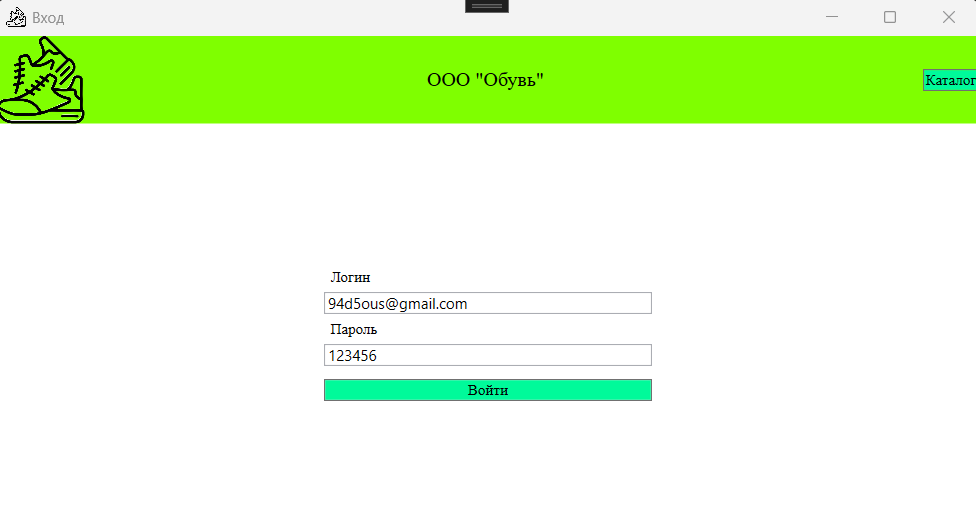 Вход
ООО "Обувь"
Каталог
Логин
94d5ous@gmail.com
Пароль
123456
Войти